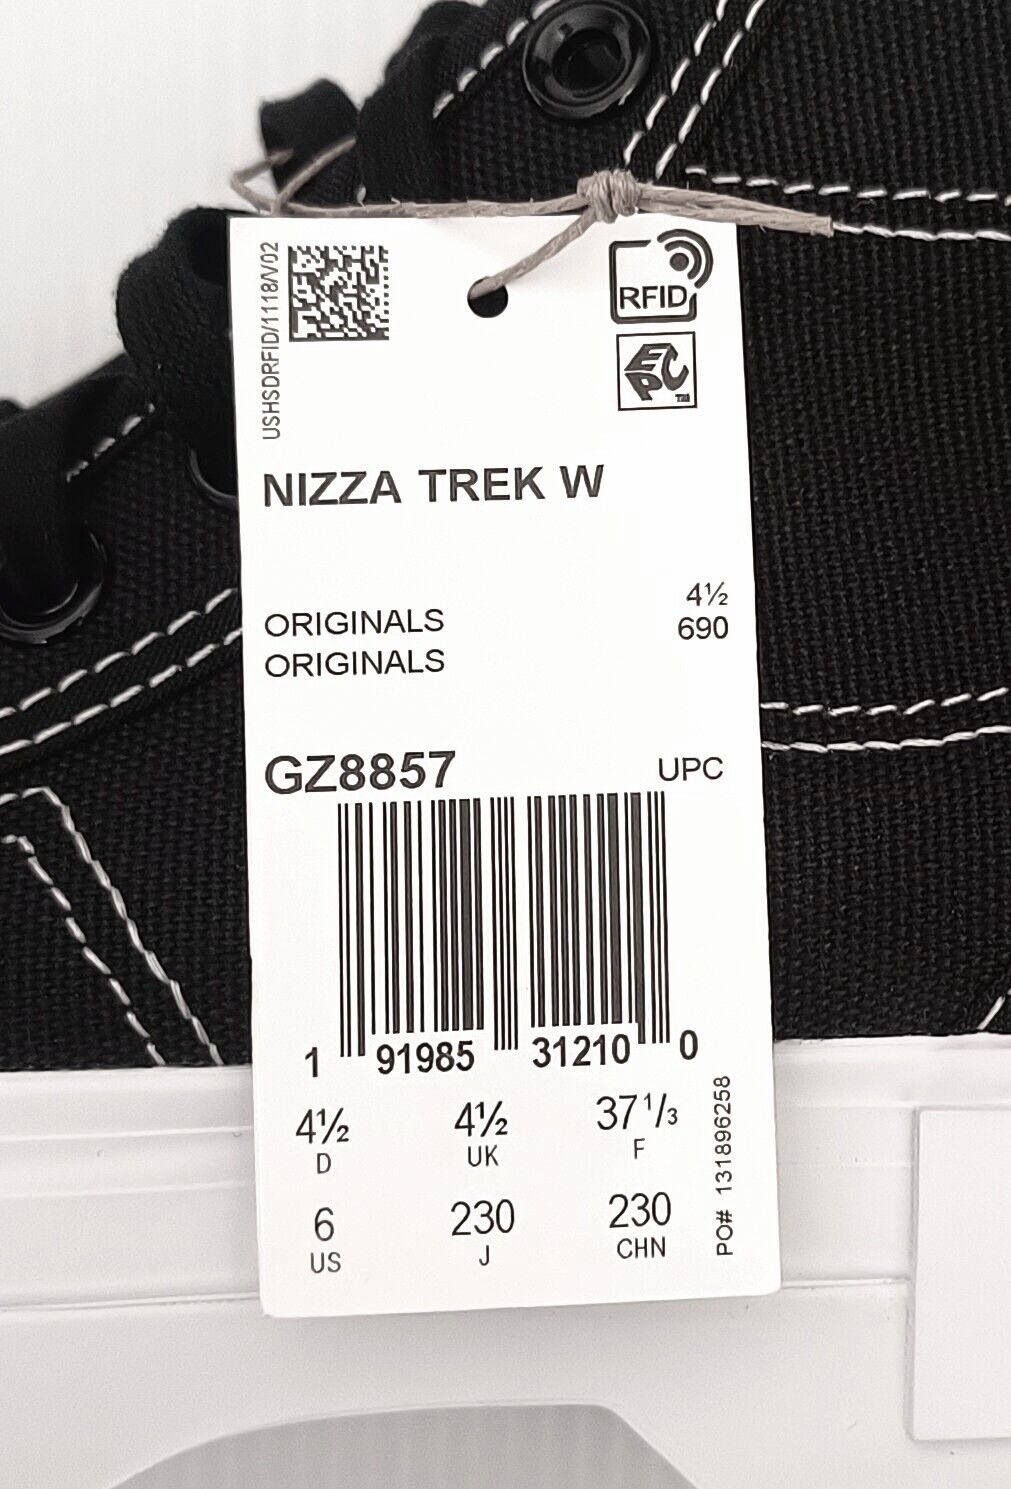 USHSDRFID/1118/V02
RFID
EPC™
NIZZA TREK W
4½
ORIGINALS 690
ORIGINALS
GZ8857 UPC
1 91985 31210 0
4½ 4½ 37 1/3
D UK F
6 230 230
US J CHN
PO# 131896258